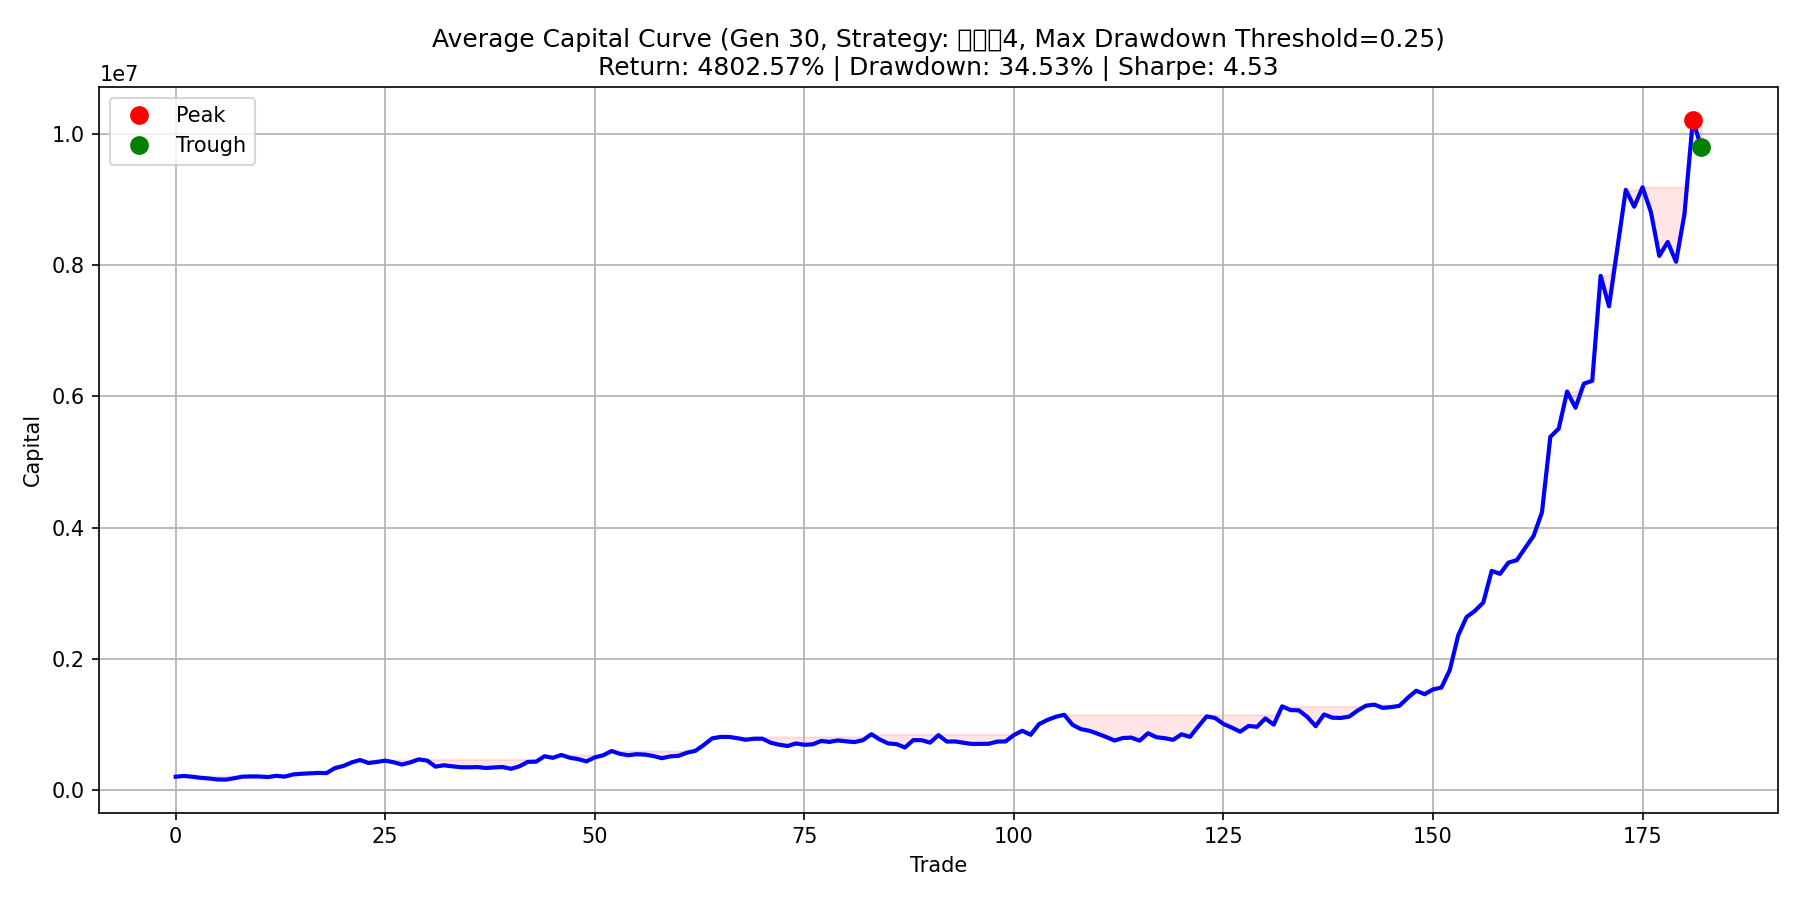 Average Capital Curve (Gen 30, Strategy: 4, Max Drawdown Threshold=0.25)
Return: 4802.57% | Drawdown: 34.53% | Sharpe: 4.53
1e7
Peak
Trough
1.0
0.8
0.6
0.4
0.2
0.0
Capital
0 25 50 75 100 125 150 175
Trade